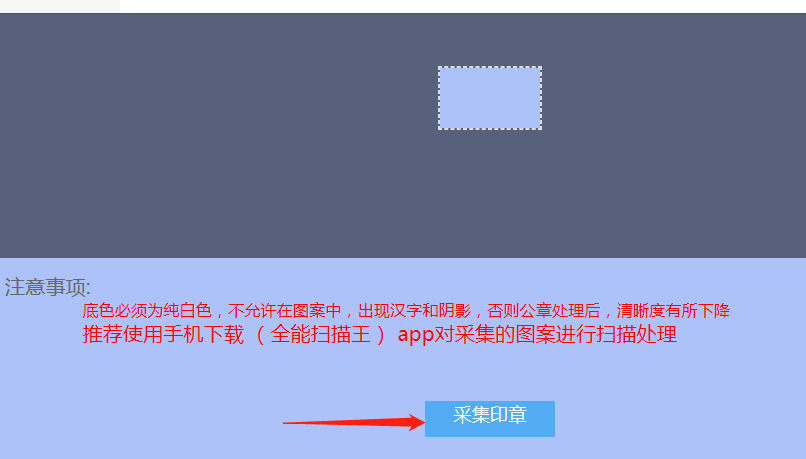 注意事项:
底色必须为纯白色，不允许在图案中，出现汉字和阴影，否则公章处理后，清晰度有所下降
推荐使用手机下载 （ 全能扫描王 ） app对采集的图案进行扫描处理
采集印章